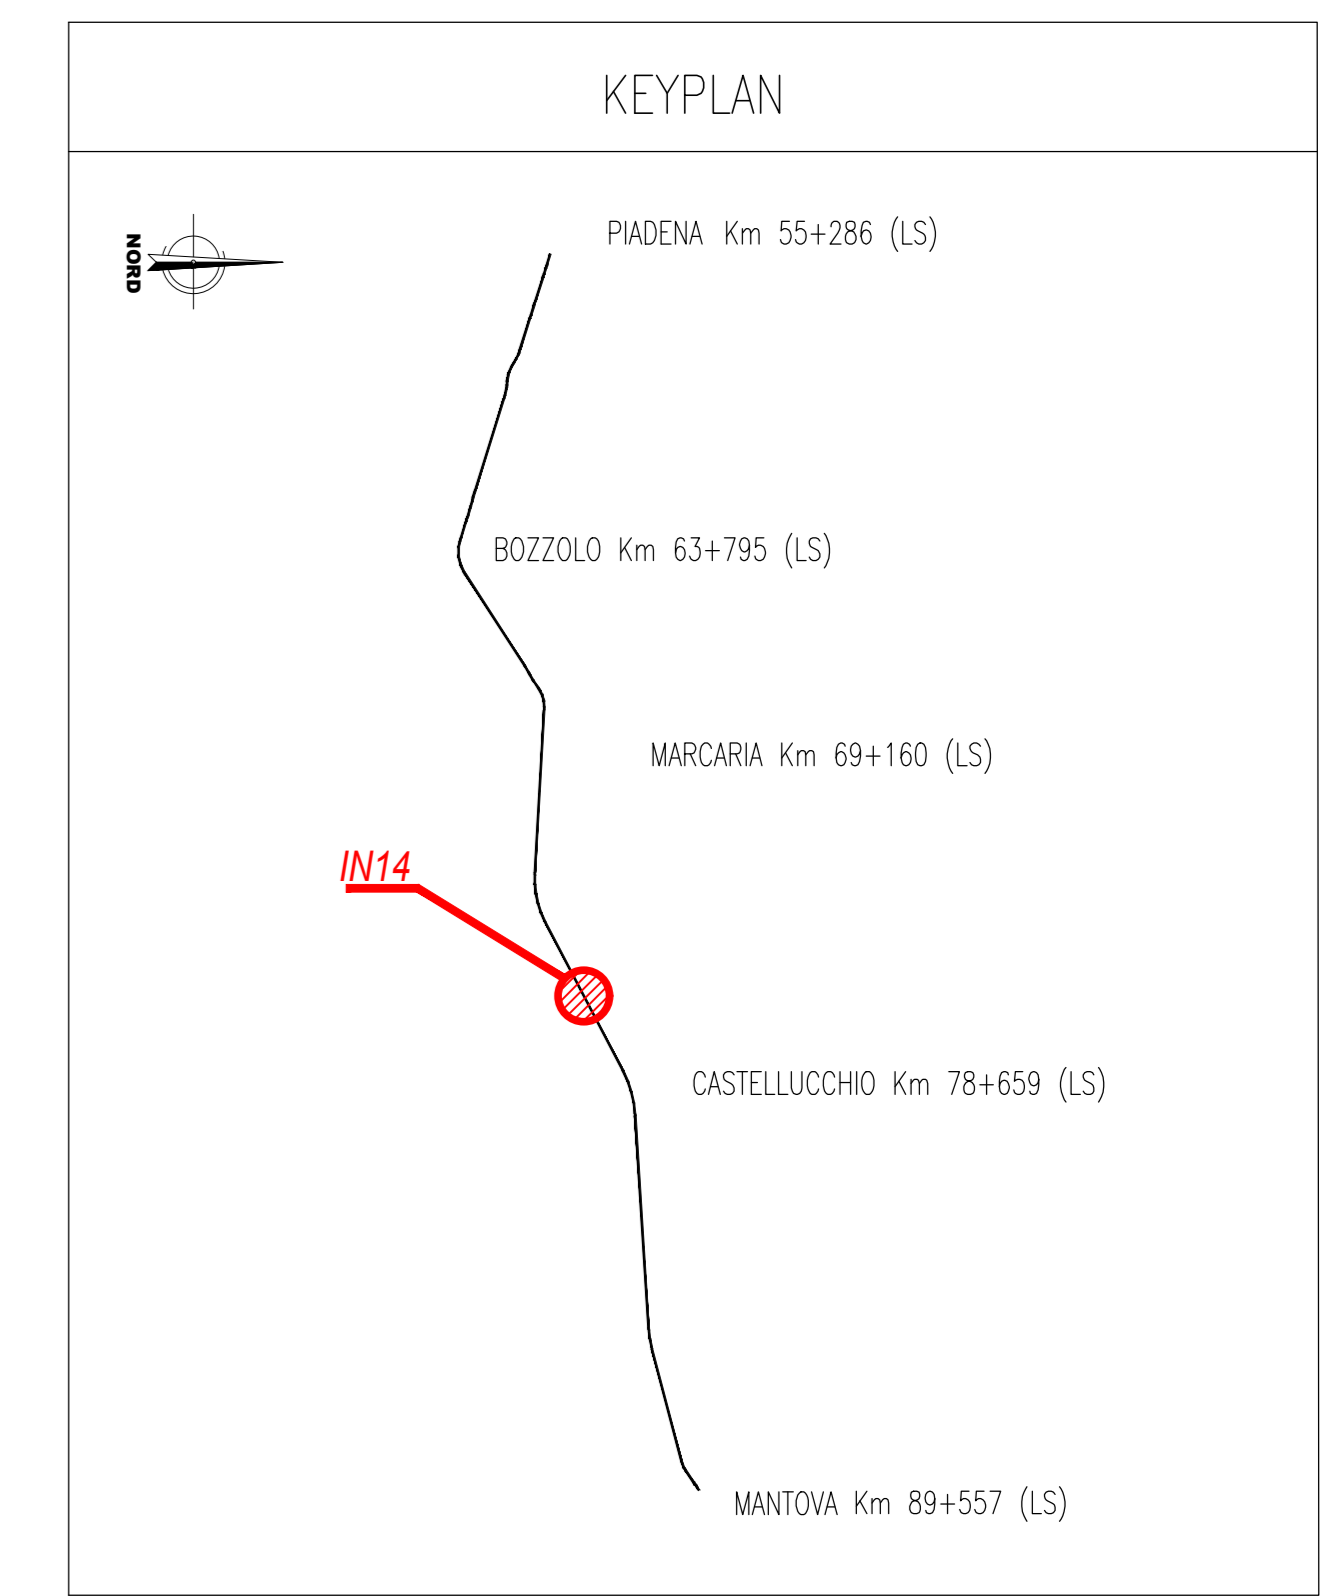 KEYPLAN
NORD
PIADENA Km 55+286 (LS)
BOZZOLO Km 63+795 (LS)
MARCARIA Km 69+160 (LS)
IN14
CASTELLUCCHIO Km 78+659 (LS)
MANTOVA Km 89+557 (LS)